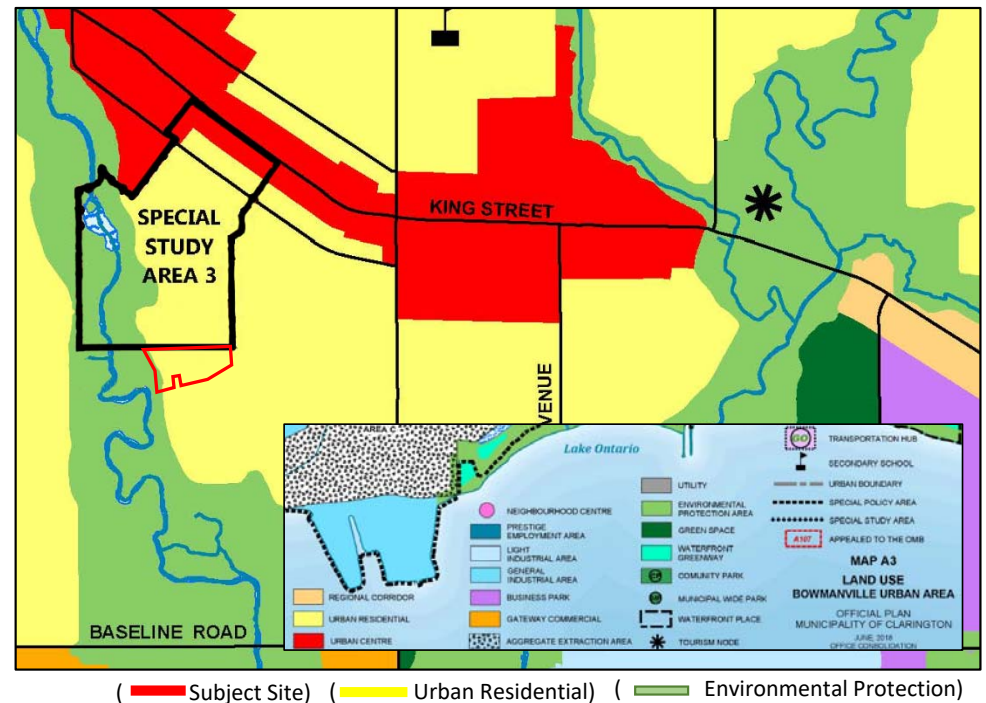 KING STREET
SPECIAL
STUDY
AREA 3
VENUE
BASELINE ROAD
AREA C
Lake Ontario
REGIONAL CORRIDOR
URBAN RESIDENTIAL
URBAN CENTRE
NEIGHBOURHOOD CENTRE
PRESTIGE
EMPLOYMENT AREA
LIGHT
INDUSTRIAL AREA
GENERAL
INDUSTRIAL AREA
BUSINESS PARK
GATEWAY COMMERCIAL
AGGREGATE EXTRACTION AREA
UTILITY
ENVIRONMENTAL
PROTECTION AREA
GREEN SPACE
WATERFRONT
GREENWAY
COMUNITY PARK
MUNICIPAL WIDE PARK
WATERFRONT PLACE
TOURISM NODE
GO TRANSPORTATION HUB
SECONDARY SCHOOL
URBAN BOUNDARY
SPECIAL POLICY AREA
SPECIAL STUDY AREA
A107 APPEALED TO THE OMB
MAP A3
LAND USE
BOWMANVILLE URBAN AREA
OFFICIAL PLAN
MUNICIPALITY OF CLARINGTON
JUNE, 2018
OFFICE CONSOLIDATION
( Subject Site) ( Urban Residential) ( Environmental Protection)